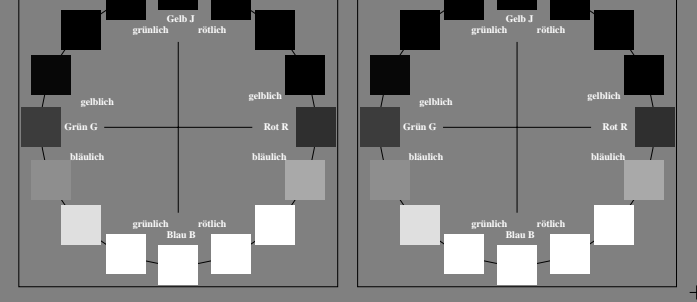 Gelb J
grünlich rötlich
gelblich gelblich
Grün G Rot R
bläulich bläulich
grünlich rötlich
Blau B
Gelb J
grünlich rötlich
gelblich gelblich
Grün G Rot R
bläulich bläulich
grünlich rötlich
Blau B